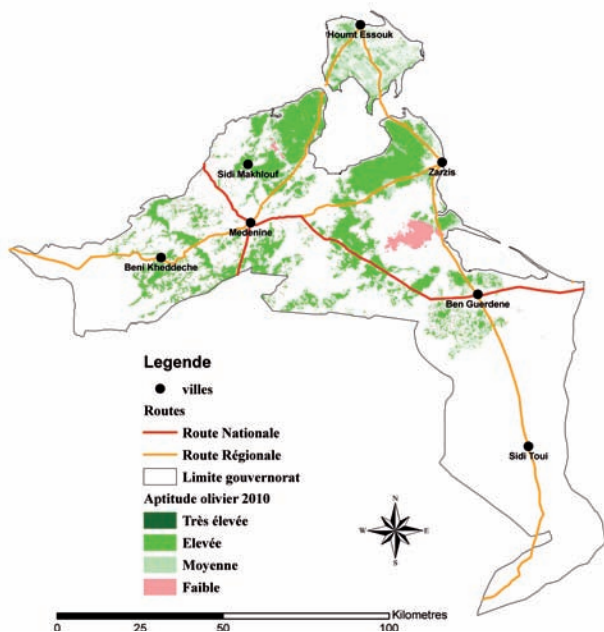 Houmt Essouk
Sidi Makhlouf
Zarzis
Medenine
Beni Kheddeche
Ben Guerdene
Sidi Toui
Legende
villes
Routes
Route Nationale
Route Régionale
Limite gouvernorat
Aptitude olivier 2010
Très élevée
Elevée
Moyenne
Faible
N
W E
S
Kilometres
25 50 100